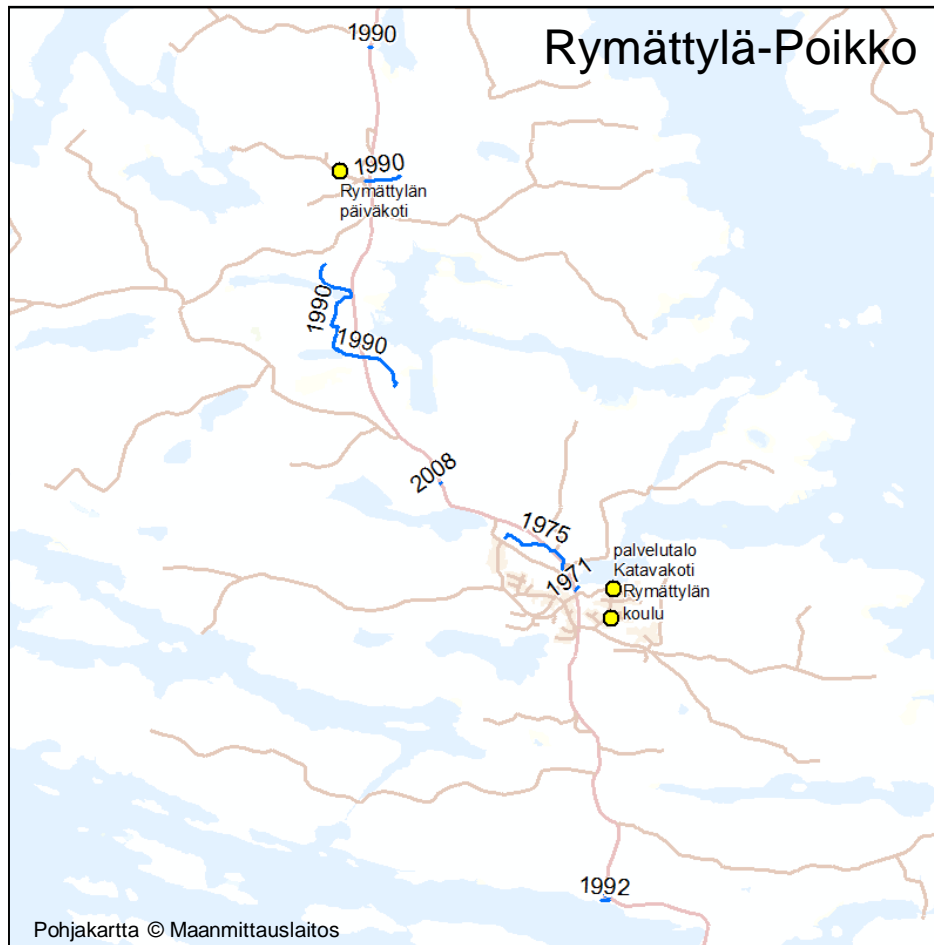 1990
Rymättylä-Poikko
1990
Rymättylän
päiväkoti
1990
1990
2008
1975
1971
palvelutalo
Katavakoti
Rymättylän
koulu
1992
Pohjakartta © Maanmittauslaitos